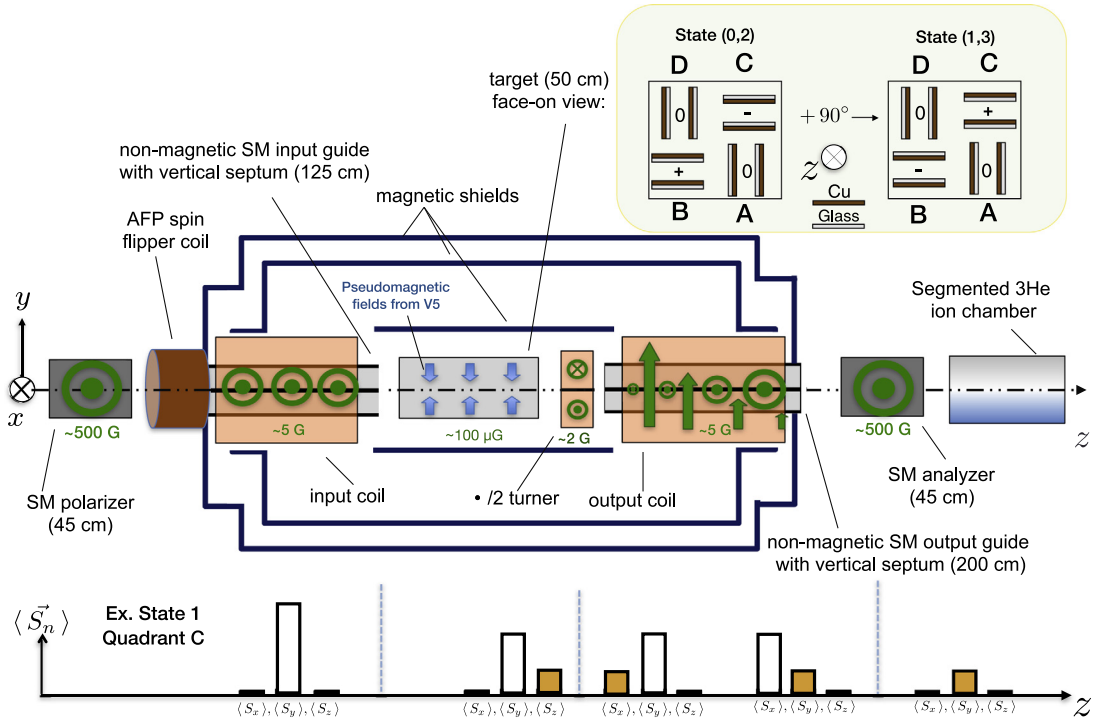 State (0,2)
State (1,3)
D C
D C
0
-
+
0
+ 90° →
z
Cu
Glass
0
+
-
0
B A
B A
target (50 cm)
face-on view:
non-magnetic SM input guide
with vertical septum (125 cm)
magnetic shields
AFP spin
flipper coil
Pseudomagnetic
fields from V5
Segmented 3He
ion chamber
y
x
z
~500 G
~5 G
~100 μG
~2 G
~5 G
~500 G
SM polarizer
(45 cm)
input coil
• /2 turner
output coil
SM analyzer
(45 cm)
non-magnetic SM output guide
with vertical septum (200 cm)
⟨ S⃗n ⟩
Ex. State 1
Quadrant C
⟨Sx⟩, ⟨Sy⟩, ⟨Sz⟩
⟨Sx⟩, ⟨Sy⟩, ⟨Sz⟩
⟨Sx⟩, ⟨Sy⟩, ⟨Sz⟩
⟨Sx⟩, ⟨Sy⟩, ⟨Sz⟩
⟨Sx⟩, ⟨Sy⟩, ⟨Sz⟩
z